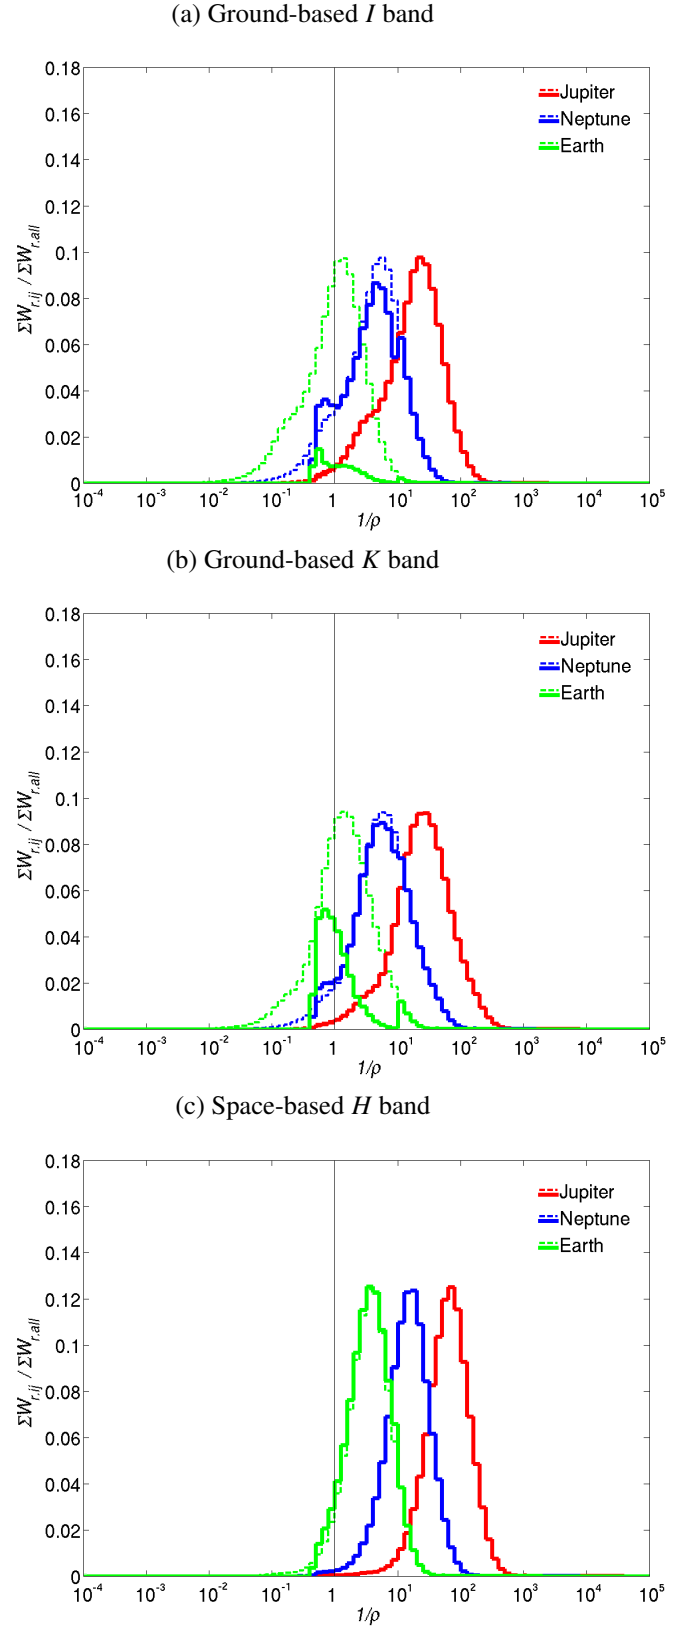 (a) Ground-based I band
0.18
0.16
0.14
0.12
0.1
0.08
0.06
0.04
0.02
0
ΣW_{r.ij} / ΣW_{r.all}
Jupiter
Neptune
Earth
10^{-4} 10^{-3} 10^{-2} 10^{-1} 1 10^{1} 10^{2} 10^{3} 10^{4} 10^{5}
1/ρ
(b) Ground-based K band
0.18
0.16
0.14
0.12
0.1
0.08
0.06
0.04
0.02
0
ΣW_{r.ij} / ΣW_{r.all}
Jupiter
Neptune
Earth
10^{-4} 10^{-3} 10^{-2} 10^{-1} 1 10^{1} 10^{2} 10^{3} 10^{4} 10^{5}
1/ρ
(c) Space-based H band
0.18
0.16
0.14
0.12
0.1
0.08
0.06
0.04
0.02
0
ΣW_{r.ij} / ΣW_{r.all}
Jupiter
Neptune
Earth
10^{-4} 10^{-3} 10^{-2} 10^{-1} 1 10^{1} 10^{2} 10^{3} 10^{4} 10^{5}
1/ρ